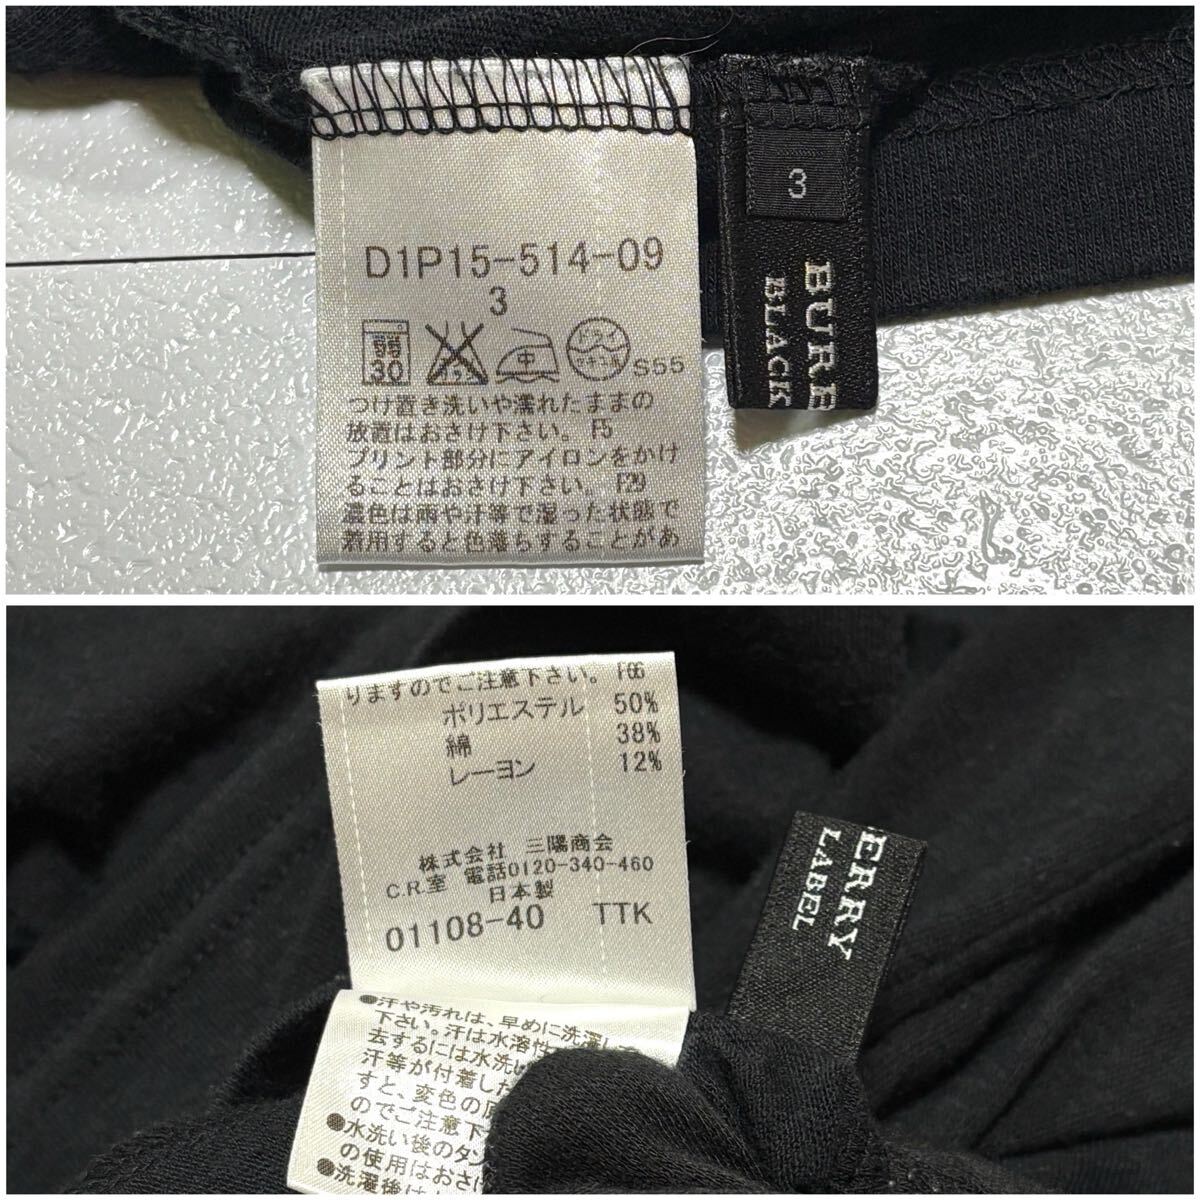 D1P15-514-09
3
30
中
S55
つけ置き洗いや濡れたままの
放置はおさけ下さい。 F5
プリント部分にアイロンをかけ
ることはおさけ下さい。 F29
濃色は雨や汗等で湿った状態で
着用すると色落ちすることがあ
3
BURB
BLACK
りますのでご注意下さい。 F66
ポリエステル 50%
綿 38%
レーヨン 12%
株式会社 三陽商会
C.R.室 電話0120-340-460
日本製
01108-40 TTK
ERRY
LABEL
●汗や汚れは、早めに洗濯して
下さい。汗は水溶性
去するには水洗い
汗等が付着した
すと、変色の
のでご注意下
●水洗い後のタン
の使用はおさけ
●洗濯後は